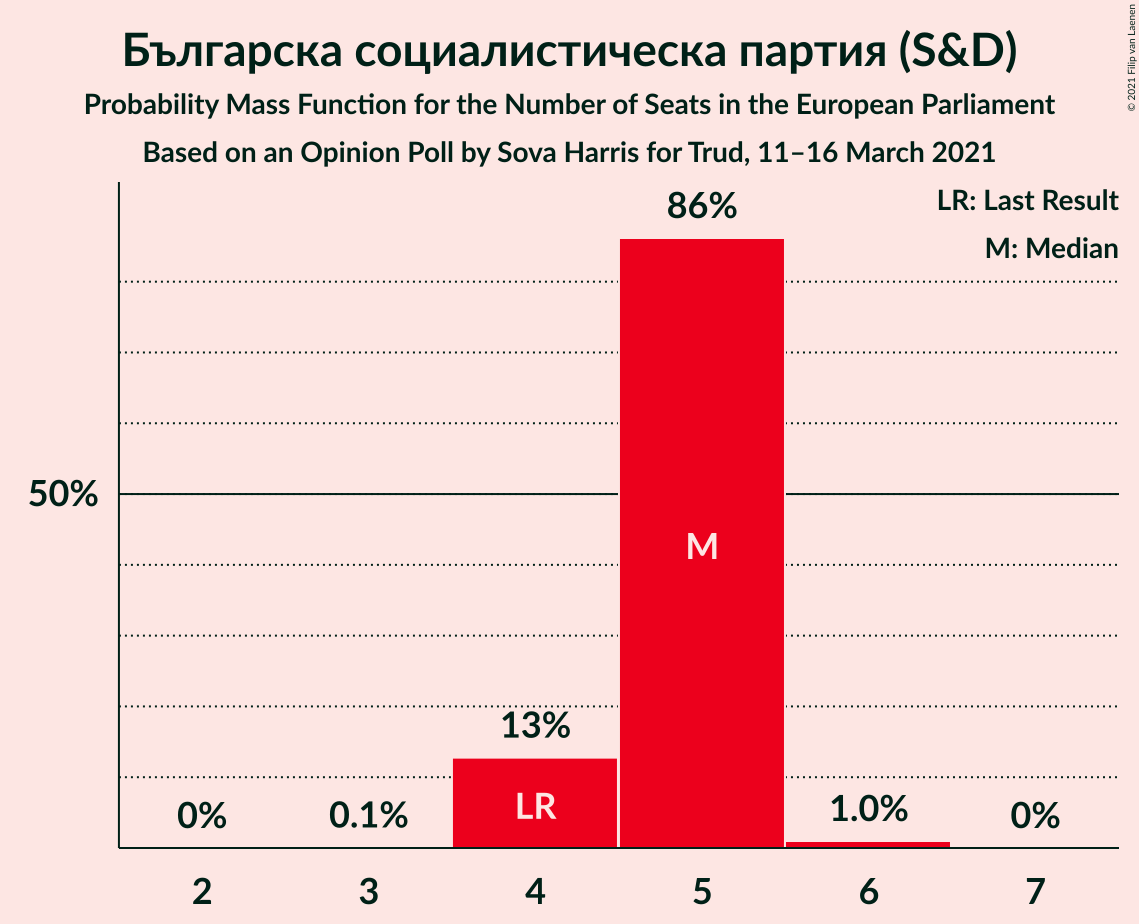 Българска социалистическа партия (S&D)
Probability Mass Function for the Number of Seats in the European Parliament
Based on an Opinion Poll by Sova Harris for Trud, 11–16 March 2021
© 2021 Filip van Laenen
LR: Last Result
M: Median
86%
50%
M
13%
LR
0%
0.1%
1.0%
0%
2
3
4
5
6
7